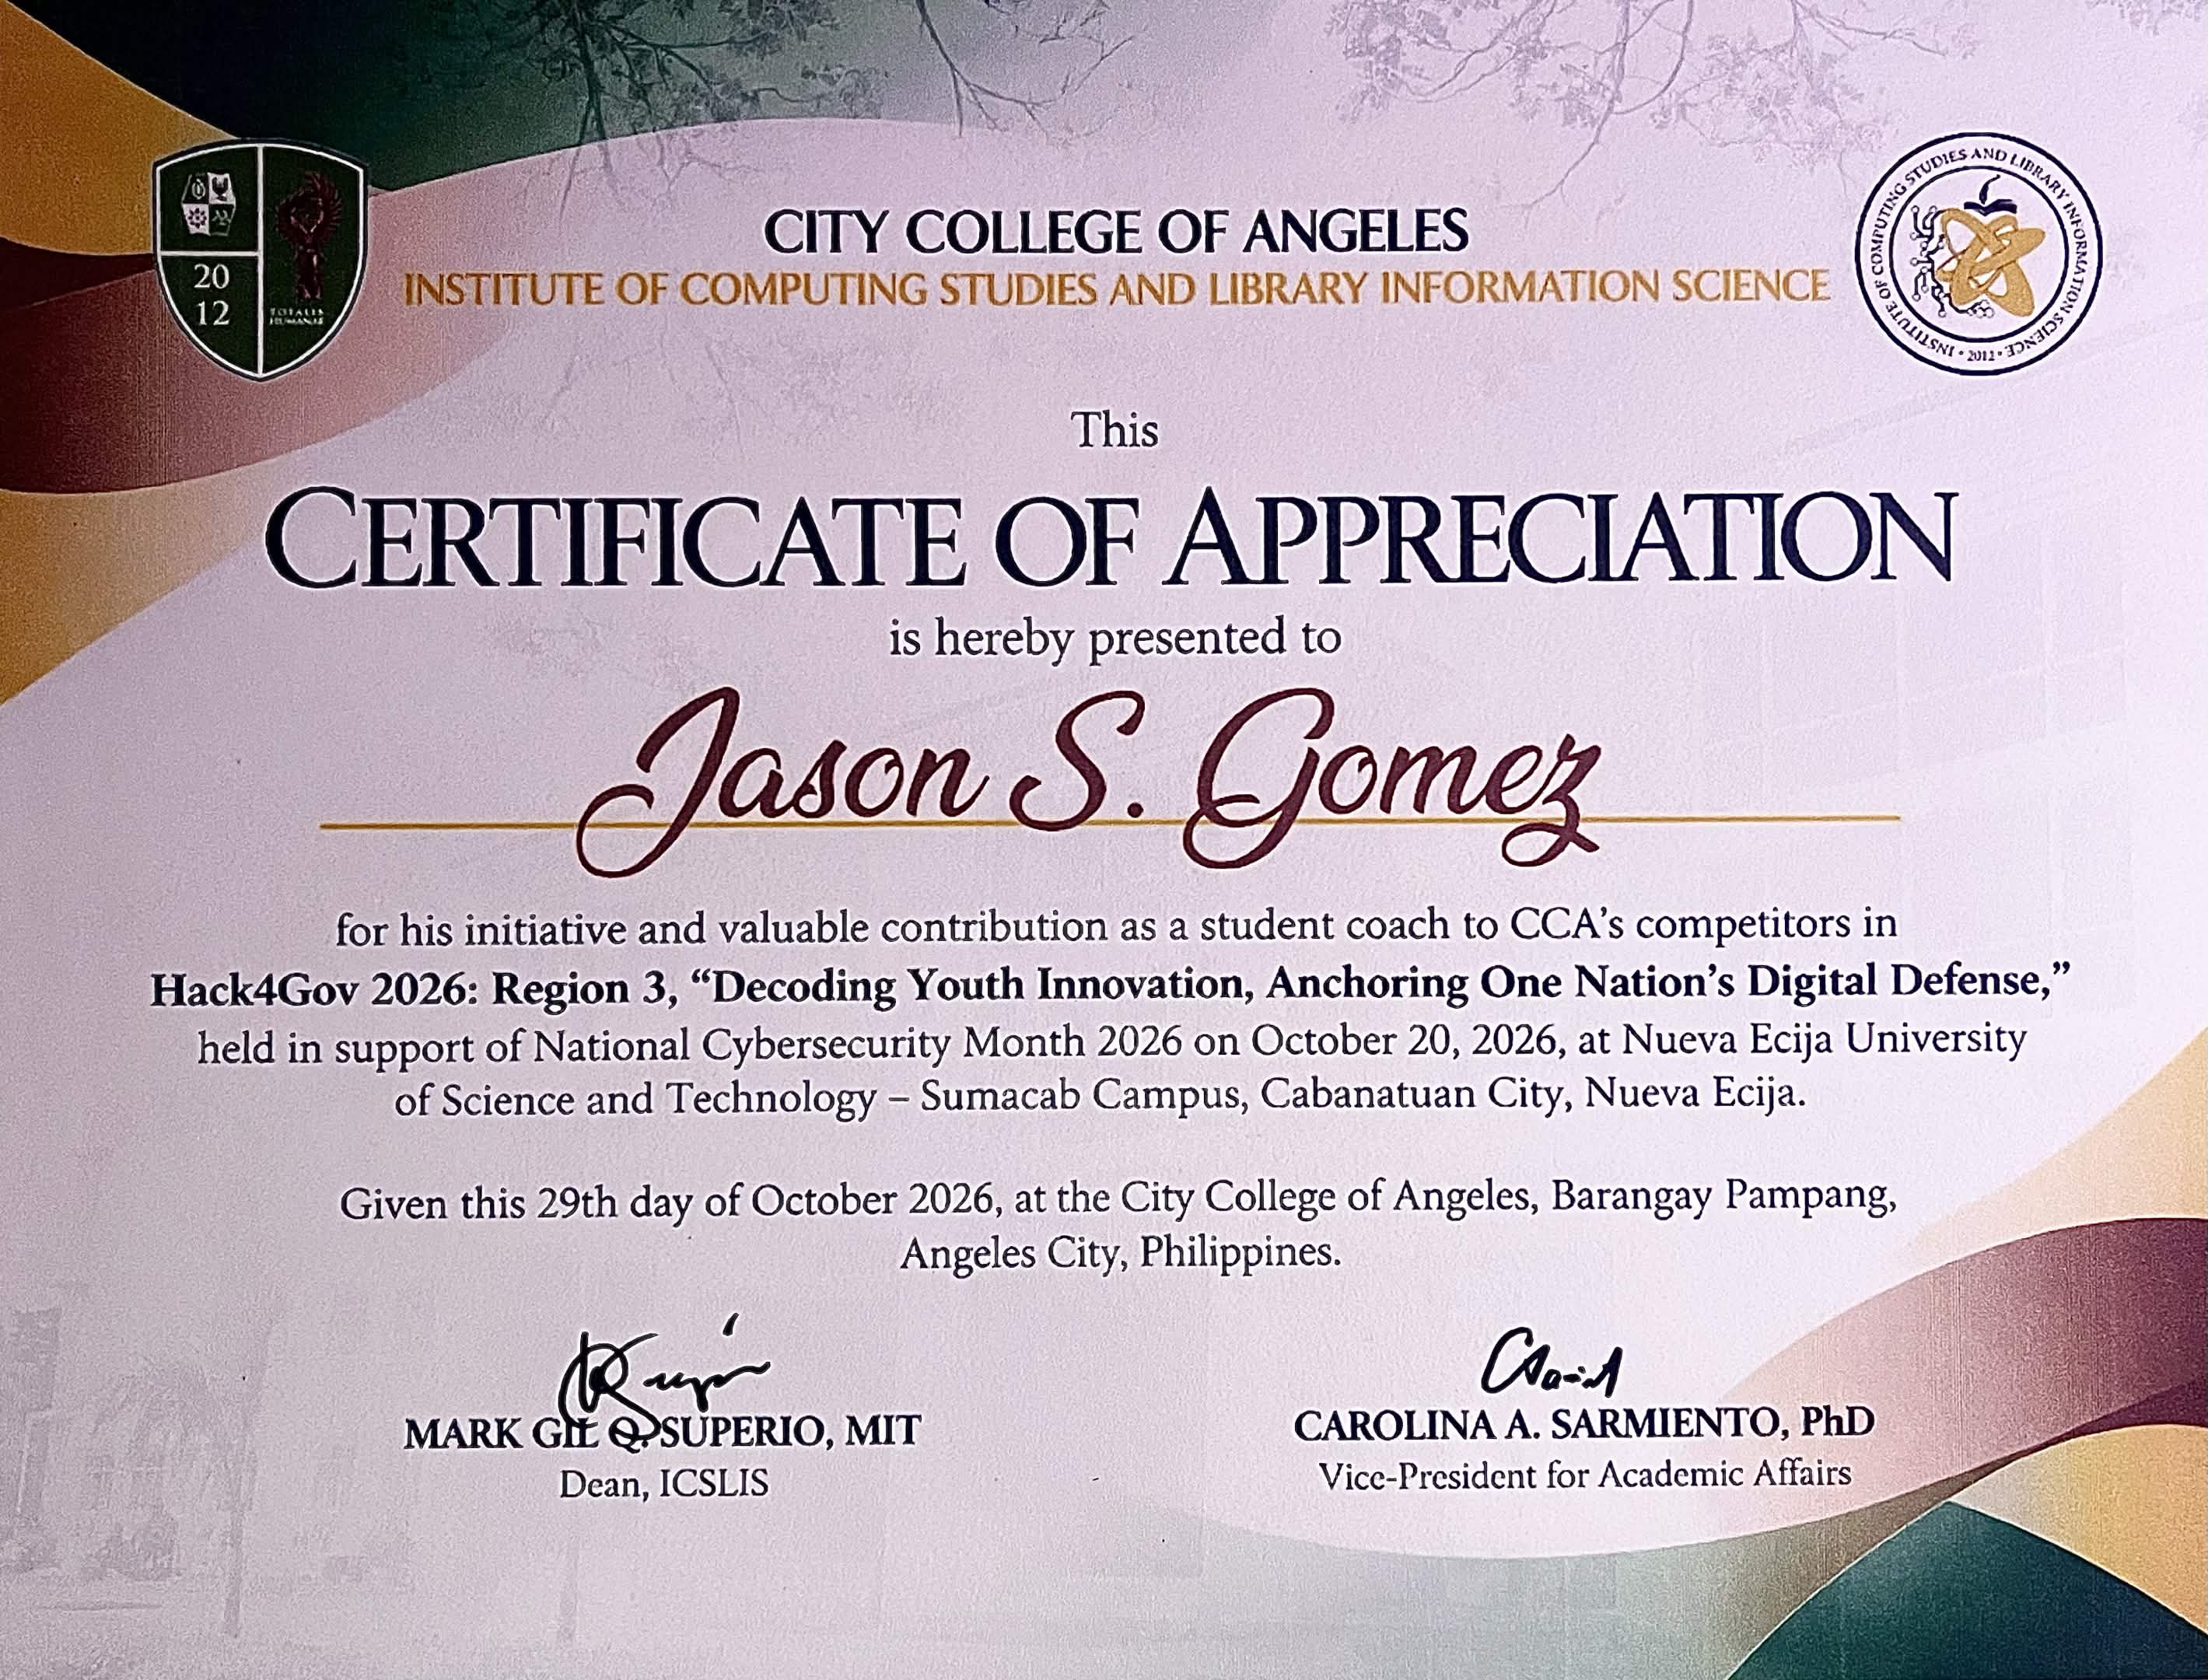 20
12
TOTALIS
HUMANAE
CITY COLLEGE OF ANGELES
INSTITUTE OF COMPUTING STUDIES AND LIBRARY INFORMATION SCIENCE
INSTITUTE OF COMPUTING STUDIES AND LIBRARY INFORMATION SCIENCE • 2012 •
This
CERTIFICATE OF APPRECIATION
is hereby presented to
Jason S. Gomez
for his initiative and valuable contribution as a student coach to CCA’s competitors in
Hack4Gov 2026: Region 3, “Decoding Youth Innovation, Anchoring One Nation’s Digital Defense,”
held in support of National Cybersecurity Month 2026 on October 20, 2026, at Nueva Ecija University
of Science and Technology – Sumacab Campus, Cabanatuan City, Nueva Ecija.
Given this 29th day of October 2026, at the City College of Angeles, Barangay Pampang,
Angeles City, Philippines.
MARK GIL Q. SUPERIO, MIT
Dean, ICSLIS
CAROLINA A. SARMIENTO, PhD
Vice-President for Academic Affairs